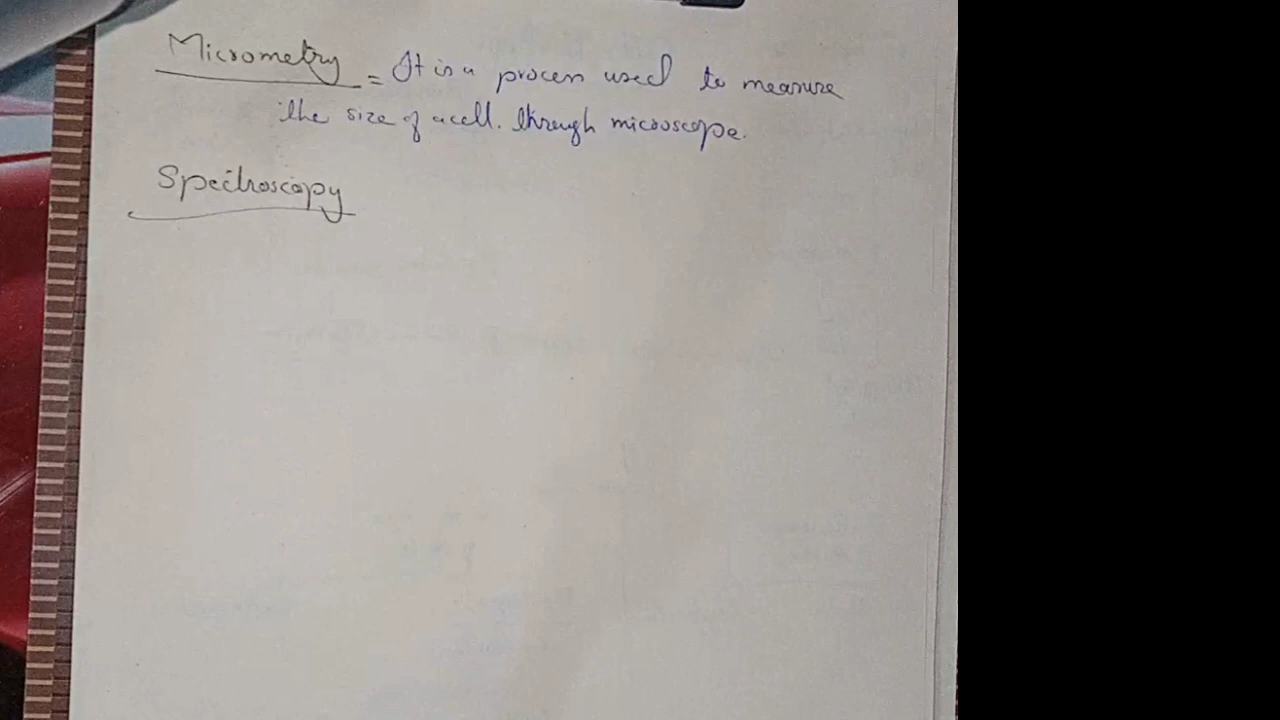 Micrometry = It is a process used to measure
the size of a cell. through microscope.
Spectroscopy